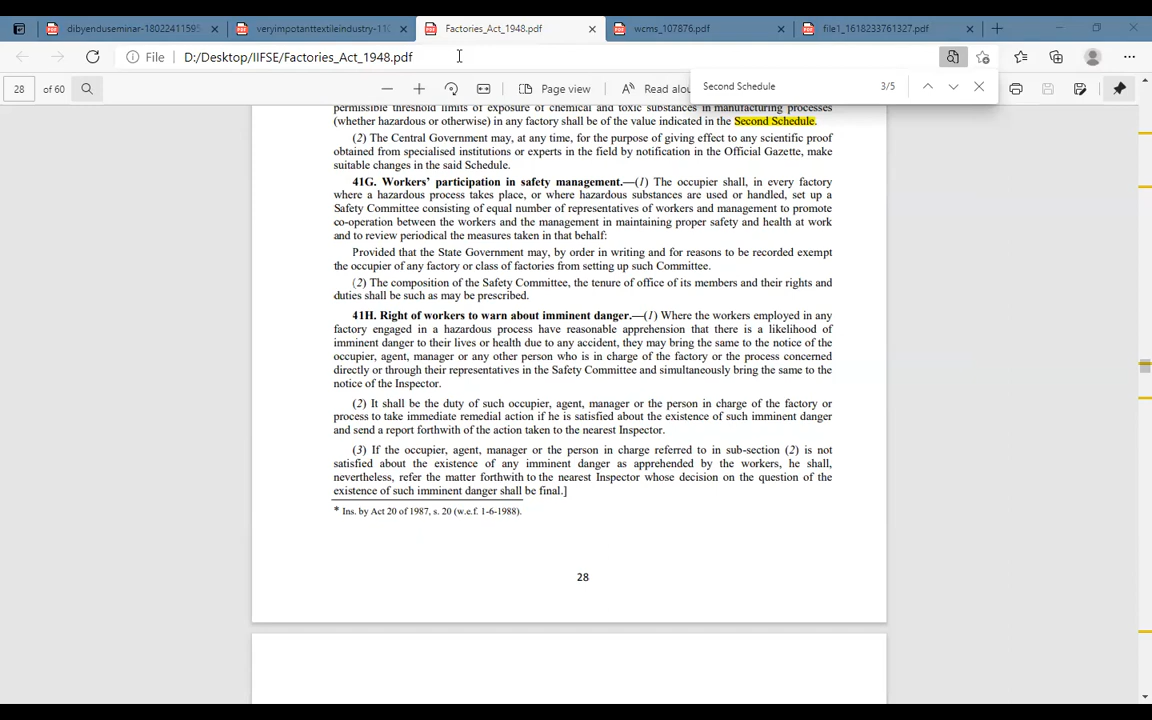 dibyenduseminar-18022411595
veryimpotanttextileindustry-110
Factories_Act_1948.pdf
wcms_107876.pdf
file1_1618233761327.pdf
File D:/Desktop/IIFSE/Factories_Act_1948.pdf
28 of 60
Page view
Read alou
Second Schedule 3/5
permissible threshold limits of exposure of chemical and toxic substances in manufacturing processes
(whether hazardous or otherwise) in any factory shall be of the value indicated in the Second Schedule.
(2) The Central Government may, at any time, for the purpose of giving effect to any scientific proof
obtained from specialised institutions or experts in the field by notification in the Official Gazette, make
suitable changes in the said Schedule.
41G. Workers' participation in safety management.—(1) The occupier shall, in every factory
where a hazardous process takes place, or where hazardous substances are used or handled, set up a
Safety Committee consisting of equal number of representatives of workers and management to promote
co-operation between the workers and the management in maintaining proper safety and health at work
and to review periodical the measures taken in that behalf:
Provided that the State Government may, by order in writing and for reasons to be recorded exempt
the occupier of any factory or class of factories from setting up such Committee.
(2) The composition of the Safety Committee, the tenure of office of its members and their rights and
duties shall be such as may be prescribed.
41H. Right of workers to warn about imminent danger.—(1) Where the workers employed in any
factory engaged in a hazardous process have reasonable apprehension that there is a likelihood of
imminent danger to their lives or health due to any accident, they may bring the same to the notice of the
occupier, agent, manager or any other person who is in charge of the factory or the process concerned
directly or through their representatives in the Safety Committee and simultaneously bring the same to the
notice of the Inspector.
(2) It shall be the duty of such occupier, agent, manager or the person in charge of the factory or
process to take immediate remedial action if he is satisfied about the existence of such imminent danger
and send a report forthwith of the action taken to the nearest Inspector.
(3) If the occupier, agent, manager or the person in charge referred to in sub-section (2) is not
satisfied about the existence of any imminent danger as apprehended by the workers, he shall,
nevertheless, refer the matter forthwith to the nearest Inspector whose decision on the question of the
existence of such imminent danger shall be final.]
* Ins. by Act 20 of 1987, s. 20 (w.e.f. 1-6-1988).
28